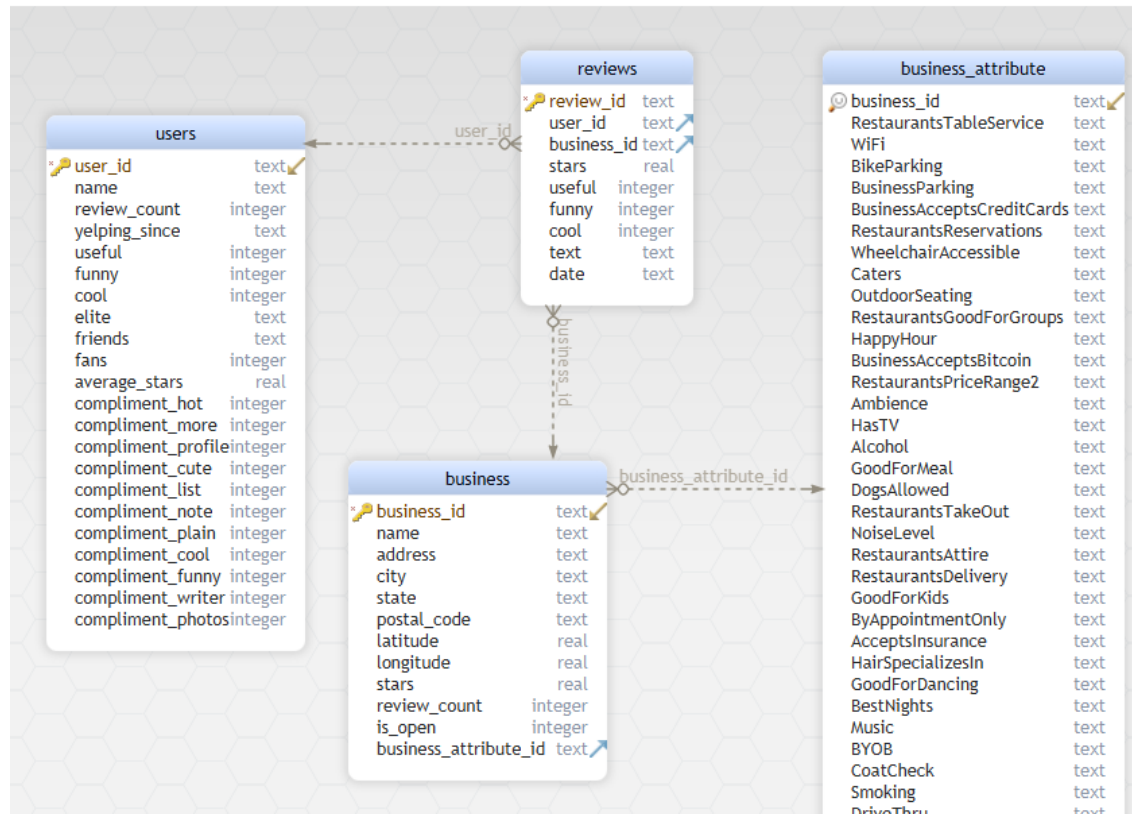 users
user_id text
name text
review_count integer
yelping_since text
useful integer
funny integer
cool integer
elite text
friends text
fans integer
average_stars real
compliment_hot integer
compliment_more integer
compliment_profile integer
compliment_cute integer
compliment_list integer
compliment_note integer
compliment_plain integer
compliment_cool integer
compliment_funny integer
compliment_writer integer
compliment_photos integer
user_id
reviews
review_id text
user_id text
business_id text
stars real
useful integer
funny integer
cool integer
text text
date text
business_id
business
business_id text
name text
address text
city text
state text
postal_code text
latitude real
longitude real
stars real
review_count integer
is_open integer
business_attribute_id text
business_attribute_id
business_attribute
business_id text
RestaurantsTableService text
WiFi text
BikeParking text
BusinessParking text
BusinessAcceptsCreditCards text
RestaurantsReservations text
WheelchairAccessible text
Caters text
OutdoorSeating text
RestaurantsGoodForGroups text
HappyHour text
BusinessAcceptsBitcoin text
RestaurantsPriceRange2 text
Ambience text
HasTV text
Alcohol text
GoodForMeal text
DogsAllowed text
RestaurantsTakeOut text
NoiseLevel text
RestaurantsAttire text
RestaurantsDelivery text
GoodForKids text
ByAppointmentOnly text
AcceptsInsurance text
HairSpecializesIn text
GoodForDancing text
BestNights text
Music text
BYOB text
CoatCheck text
Smoking text
DriveThru text